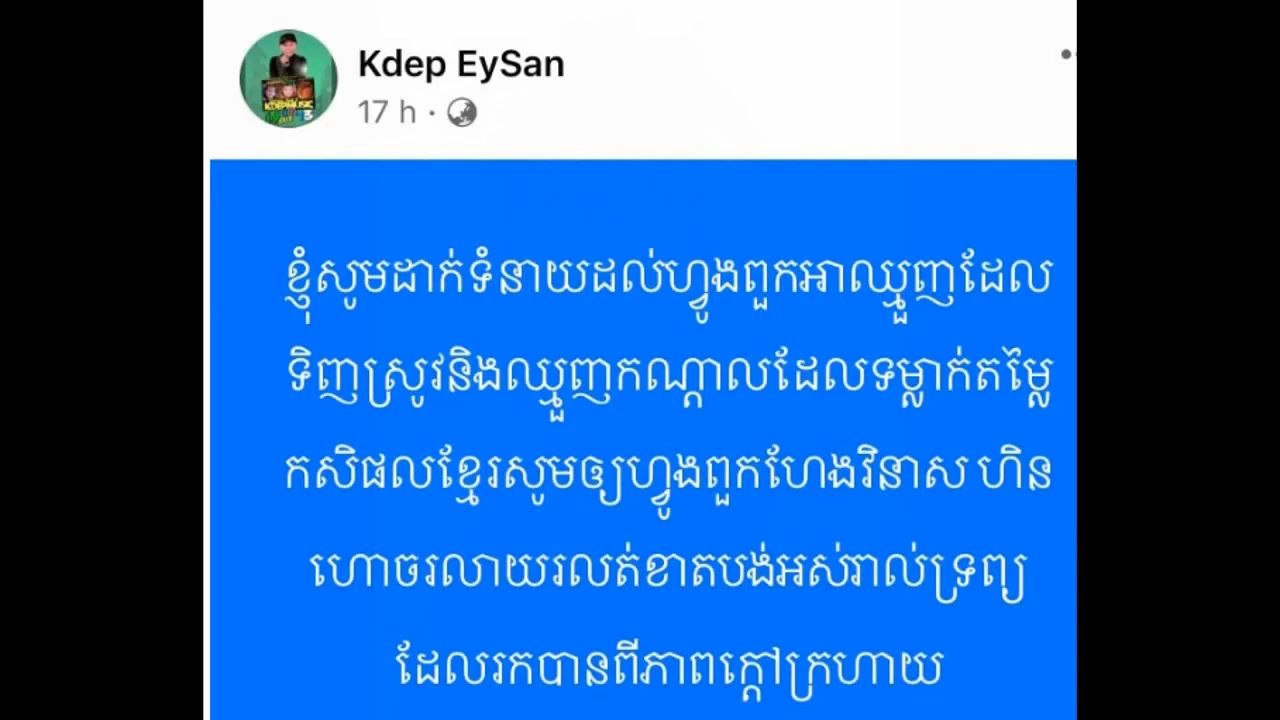 Kdep EySan
17 h ·
KDEPMUSIC
ខ្ញុំសូមដាក់ទំនាយដល់ហ្វូងពួកអាឈ្មួញដែល
ទិញស្រូវនិងឈ្មួញកណ្តាលដែលទម្លាក់តម្លៃ
កសិផលខ្មែរសូមឲ្យហ្វូងពួកហែងវិនាស ហិន
ហោចរលាយរលត់ខាតបង់អស់រាល់ទ្រព្យ
ដែលរកបានពីភាពក្តៅក្រហាយ